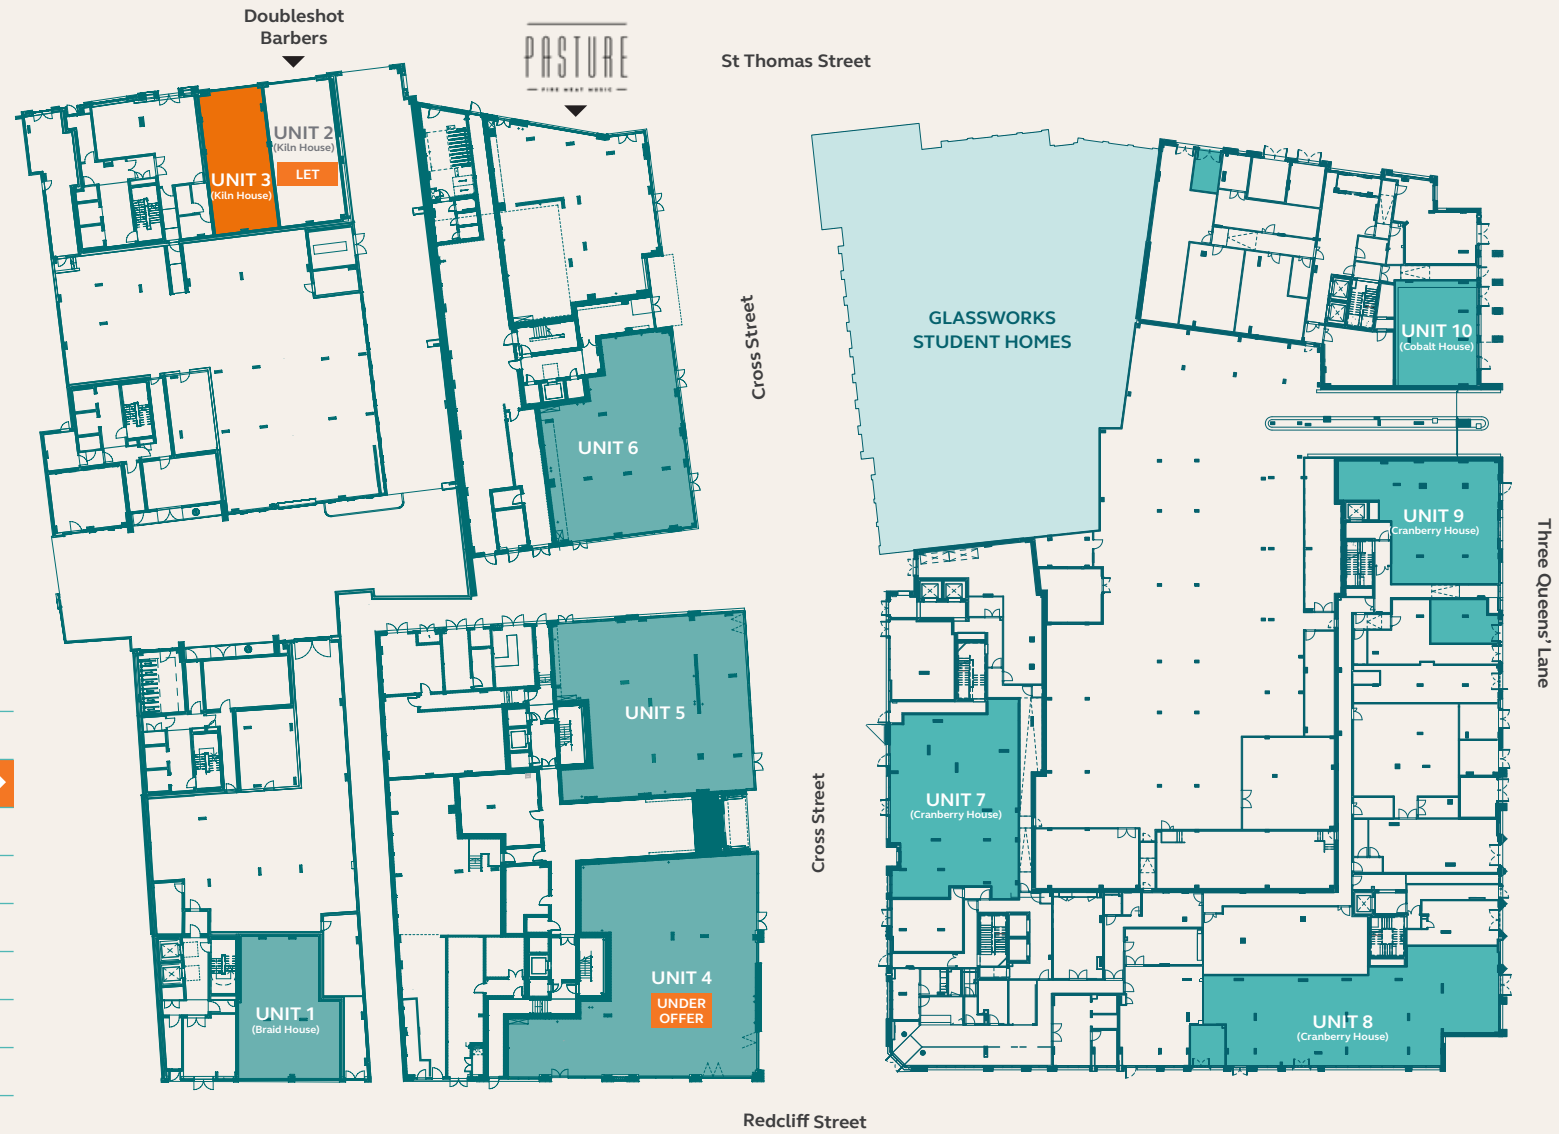 Doubleshot
Barbers
PASTURE
FIRE MEAT MUSIC
St Thomas Street
UNIT 2
(Kiln House)
LET
UNIT 3
(Kiln House)
Cross Street
GLASSWORKS
STUDENT HOMES
UNIT 10
(Cobalt House)
UNIT 6
UNIT 9
(Cranberry House)
Three Queens' Lane
UNIT 5
UNIT 7
(Cranberry House)
Cross Street
UNIT 4
UNDER
OFFER
UNIT 1
(Braid House)
UNIT 8
(Cranberry House)
Redcliff Street